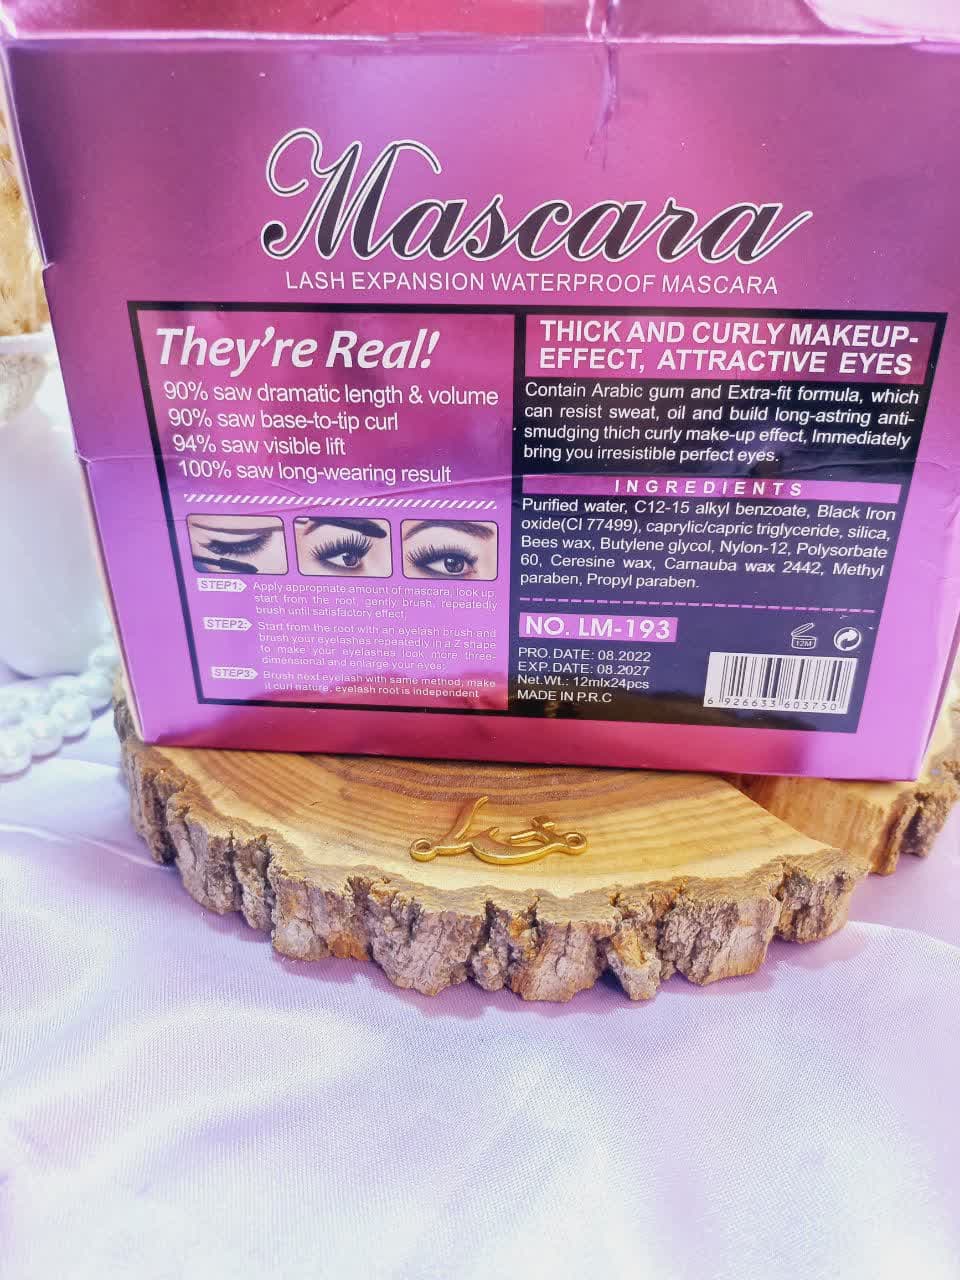 Mascara
LASH EXPANSION WATERPROOF MASCARA
They're Real!
90% saw dramatic length & volume
90% saw base-to-tip curl
94% saw visible lift
100% saw long-wearing result
STEP1:
Apply appropriate amount of mascara, look up,
start from the root, gently brush, repeatedly
brush until satisfactory effect,
STEP2:
Start from the root with an eyelash brush and
brush your eyelashes repeatedly in a Z shape
to make your eyelashes look more three-
dimensional and enlarge your eyes;
STEP3:
Brush next eyelash with same method, make
it curl nature, eyelash root is independent
THICK AND CURLY MAKEUP-
EFFECT, ATTRACTIVE EYES
Contain Arabic gum and Extra-fit formula, which
can resist sweat, oil and build long-astring anti-
smudging thich curly make-up effect, Immediately
bring you irresistible perfect eyes.
INGREDIENTS
Purified water, C12-15 alkyl benzoate, Black Iron
oxide(CI 77499), caprylic/capric triglyceride, silica,
Bees wax, Butylene glycol, Nylon-12, Polysorbate
60, Ceresine wax, Carnauba wax 2442, Methyl
paraben, Propyl paraben.
NO. LM-193
12M
PRO. DATE: 08.2022
EXP. DATE: 08.2027
Net.Wt.: 12mlx24pcs
MADE IN P.R.C
6 926633 603750